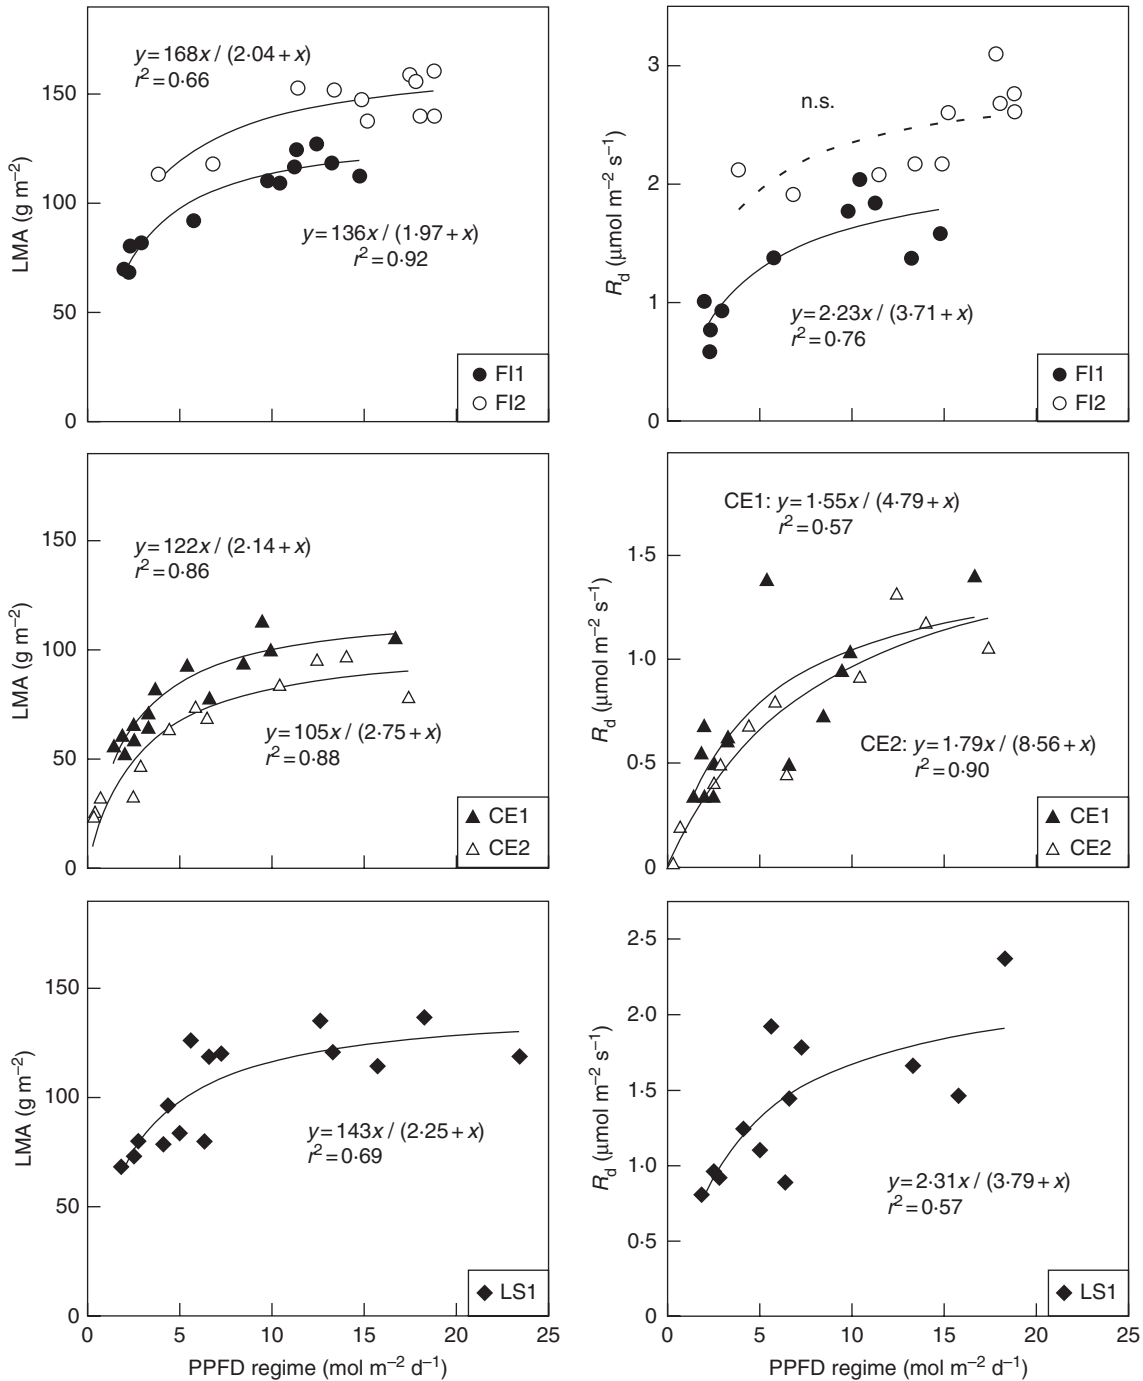 y=168x / (2·04+x)
r²=0·66
150
100
50
0
LMA (g m⁻²)
y=136x / (1·97+x)
r²=0·92
FI1
FI2
3
2
1
0
Rd (µmol m⁻² s⁻¹)
n.s.
y=2·23x / (3·71+x)
r²=0·76
FI1
FI2
y=122x / (2·14+x)
r²=0·86
150
100
50
0
LMA (g m⁻²)
y=105x / (2·75+x)
r²=0·88
CE1
CE2
CE1: y=1·55x / (4·79+x)
r²=0·57
1·5
1·0
0·5
0
Rd (µmol m⁻² s⁻¹)
CE2: y=1·79x / (8·56+x)
r²=0·90
CE1
CE2
150
100
50
0
LMA (g m⁻²)
y=143x / (2·25+x)
r²=0·69
LS1
0 5 10 15 20 25
PPFD regime (mol m⁻² d⁻¹)
2·5
2·0
1·5
1·0
0·5
0
Rd (µmol m⁻² s⁻¹)
y=2·31x / (3·79+x)
r²=0·57
LS1
0 5 10 15 20 25
PPFD regime (mol m⁻² d⁻¹)